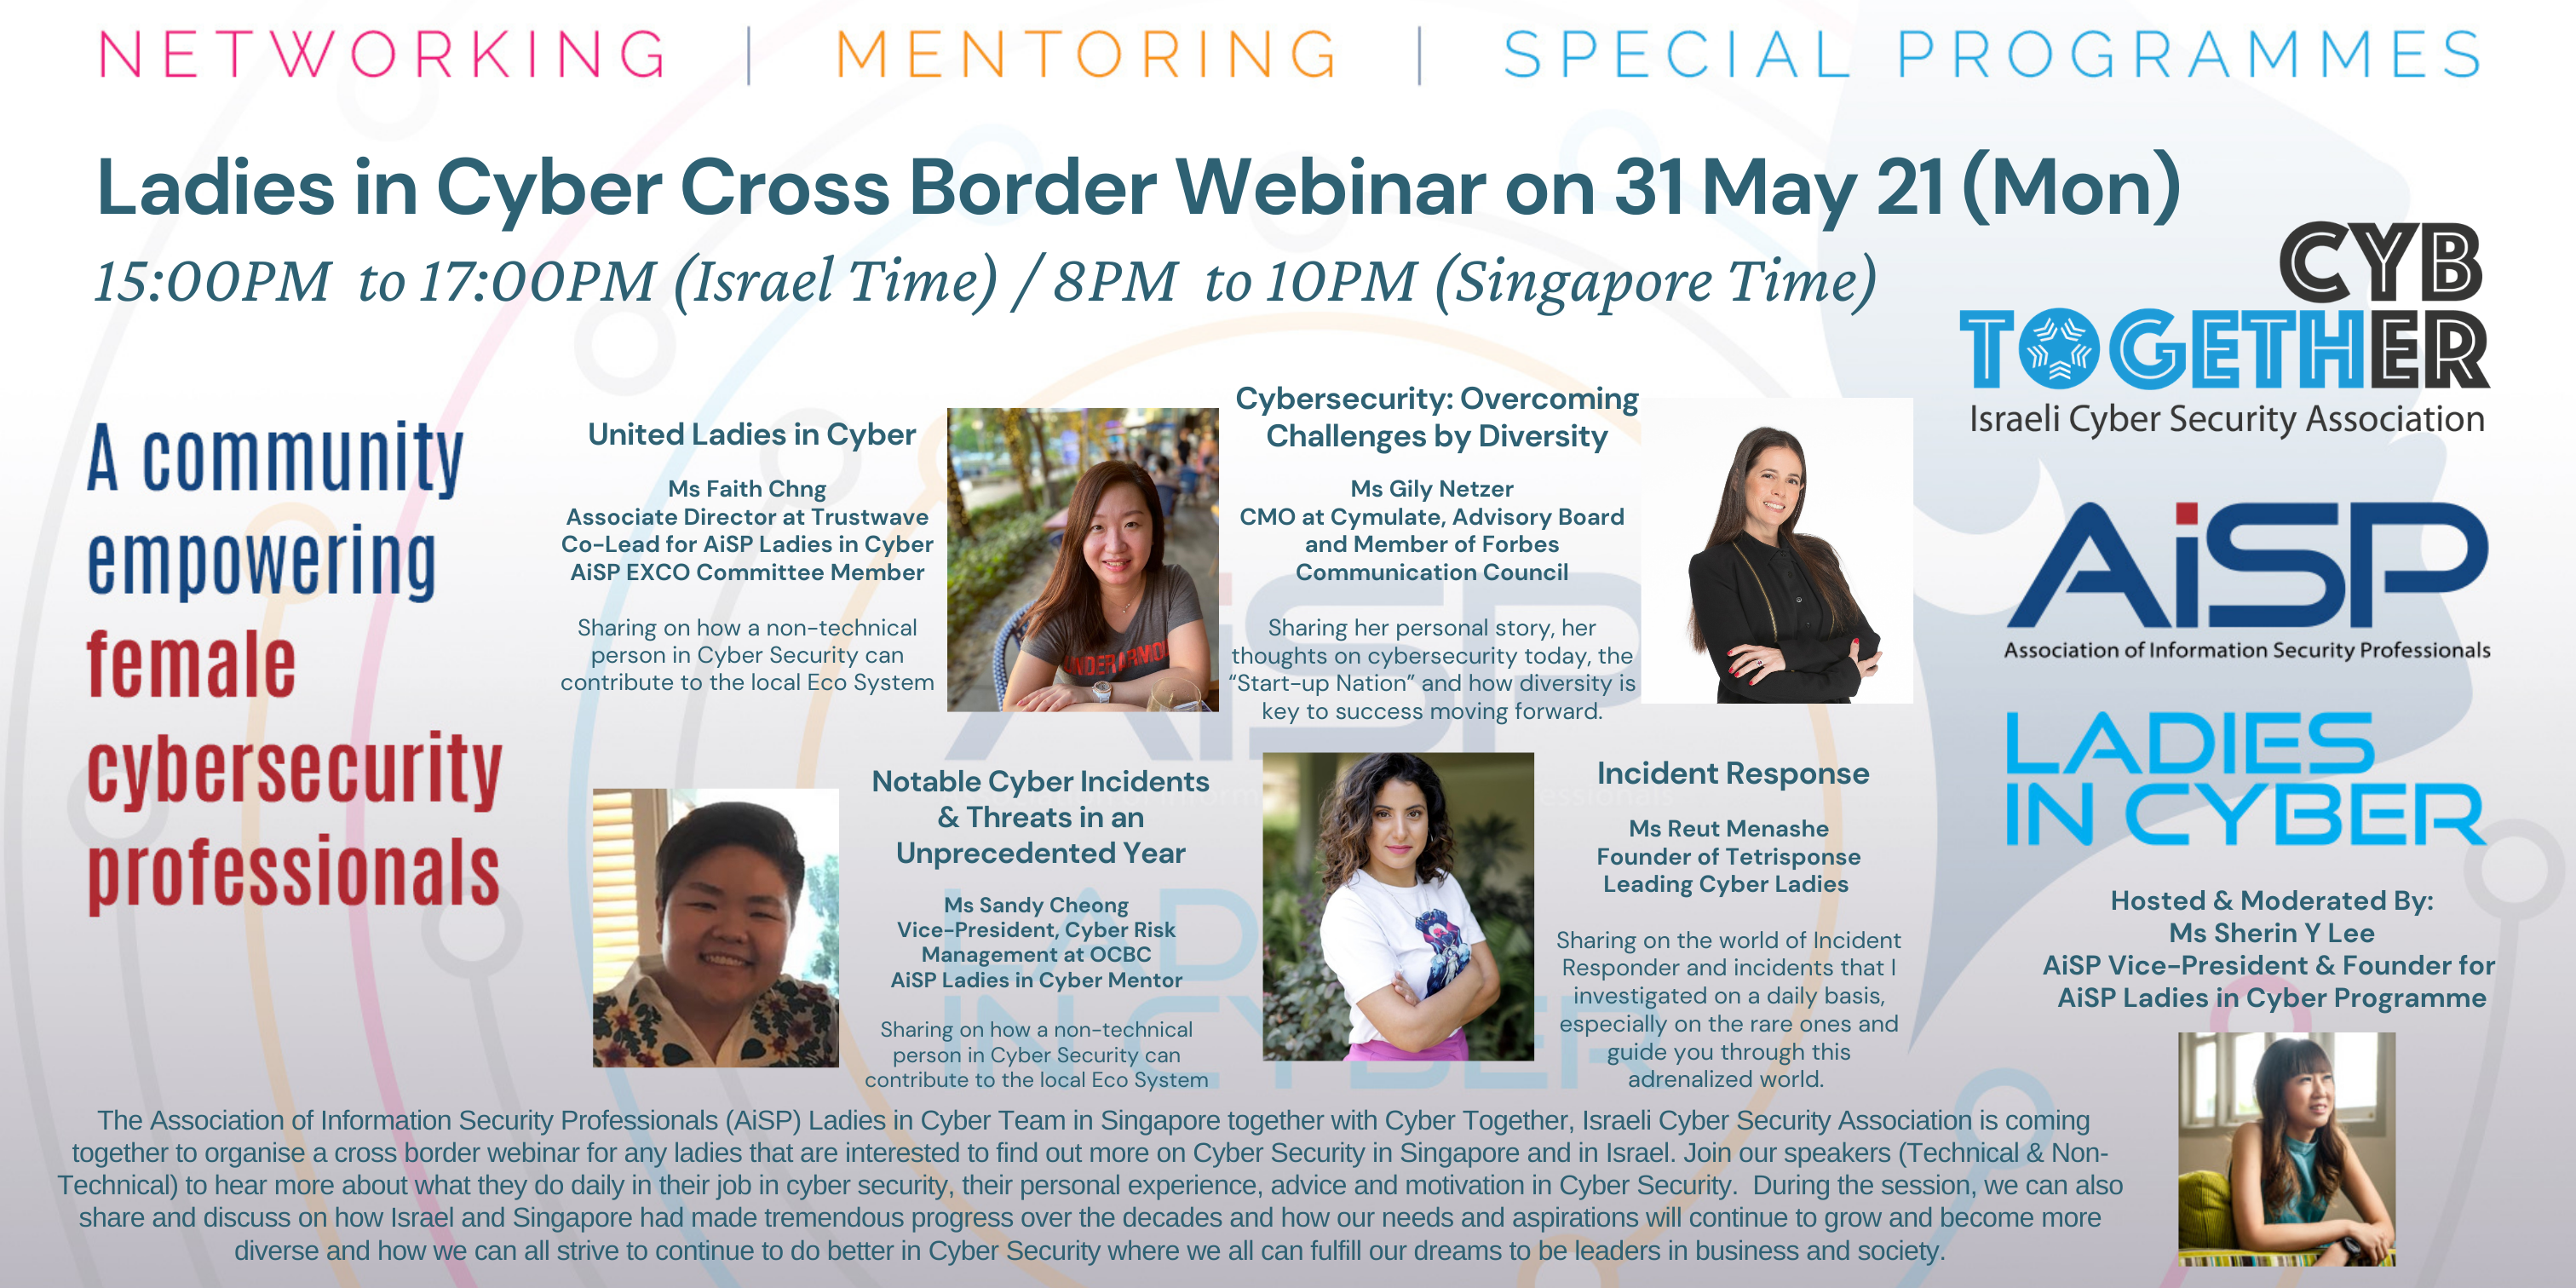 NETWORKING | MENTORING | SPECIAL PROGRAMMES
Ladies in Cyber Cross Border Webinar on 31 May 21 (Mon)
15:00PM to 17:00PM (Israel Time) / 8PM to 10PM (Singapore Time)
CYB
TOGETHER
Israeli Cyber Security Association
A community
empowering
female
cybersecurity
professionals
United Ladies in Cyber
Ms Faith Chng
Associate Director at Trustwave
Co-Lead for AiSP Ladies in Cyber
AiSP EXCO Committee Member
Sharing on how a non-technical
person in Cyber Security can
contribute to the local Eco System
UNDER ARMOU
Cybersecurity: Overcoming
Challenges by Diversity
Ms Gily Netzer
CMO at Cymulate, Advisory Board
and Member of Forbes
Communication Council
Sharing her personal story, her
thoughts on cybersecurity today, the
“Start-up Nation” and how diversity is
key to success moving forward.
AiSP
Association of Information Security Professionals
LADIES
IN CYBER
Notable Cyber Incidents
& Threats in an
Unprecedented Year
Ms Sandy Cheong
Vice-President, Cyber Risk
Management at OCBC
AiSP Ladies in Cyber Mentor
Sharing on how a non-technical
person in Cyber Security can
contribute to the local Eco System
Incident Response
Ms Reut Menashe
Founder of Tetrisponse
Leading Cyber Ladies
Sharing on the world of Incident
Responder and incidents that I
investigated on a daily basis,
especially on the rare ones and
guide you through this
adrenalized world.
Hosted & Moderated By:
Ms Sherin Y Lee
AiSP Vice-President & Founder for
AiSP Ladies in Cyber Programme
The Association of Information Security Professionals (AiSP) Ladies in Cyber Team in Singapore together with Cyber Together, Israeli Cyber Security Association is coming
together to organise a cross border webinar for any ladies that are interested to find out more on Cyber Security in Singapore and in Israel. Join our speakers (Technical & Non-
Technical) to hear more about what they do daily in their job in cyber security, their personal experience, advice and motivation in Cyber Security. During the session, we can also
share and discuss on how Israel and Singapore had made tremendous progress over the decades and how our needs and aspirations will continue to grow and become more
diverse and how we can all strive to continue to do better in Cyber Security where we all can fulfill our dreams to be leaders in business and society.